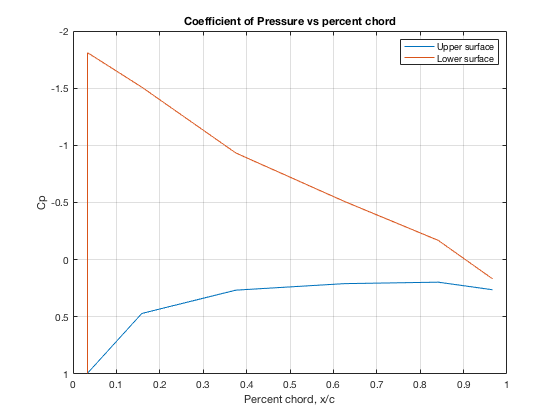 Coefficient of Pressure vs percent chord
Upper surface
Lower surface
-2
-1.5
-1
-0.5
0
0.5
1
Cp
0 0.1 0.2 0.3 0.4 0.5 0.6 0.7 0.8 0.9 1
Percent chord, x/c